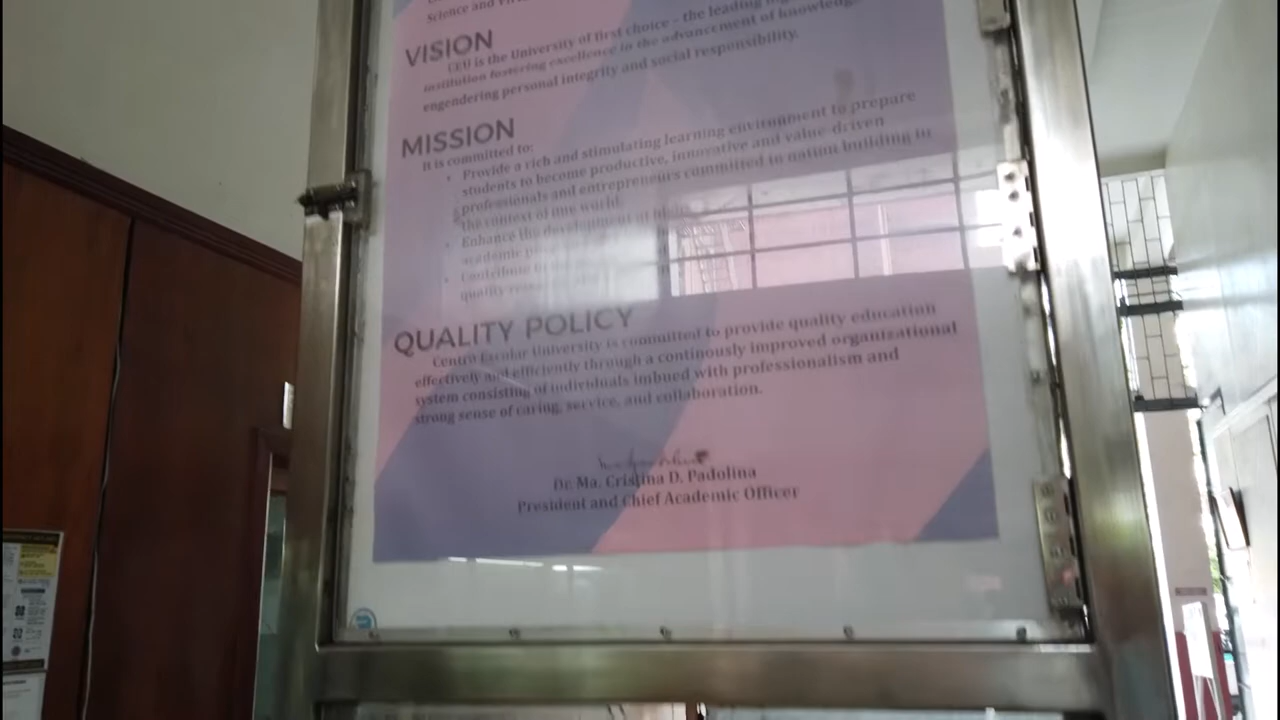 Science and
VISION
CEU is the University of first choice – the leading
institution fostering excellence in the advancement of knowledge
engendering personal integrity and social responsibility.
MISSION
It is committed to:
• Provide a rich and stimulating learning environment to prepare
students to become productive, innovative and value-driven
professionals and entrepreneurs committed to nation building in
the context of one world.
• Enhance the development of
academic
• Contribute
quality
QUALITY POLICY
Centro Escolar University is committed to provide quality education
effectively and efficiently through a continously improved organizational
system consisting of individuals imbued with professionalism and
strong sense of caring, service, and collaboration.
Dr. Ma. Cristina D. Padolina
President and Chief Academic Officer